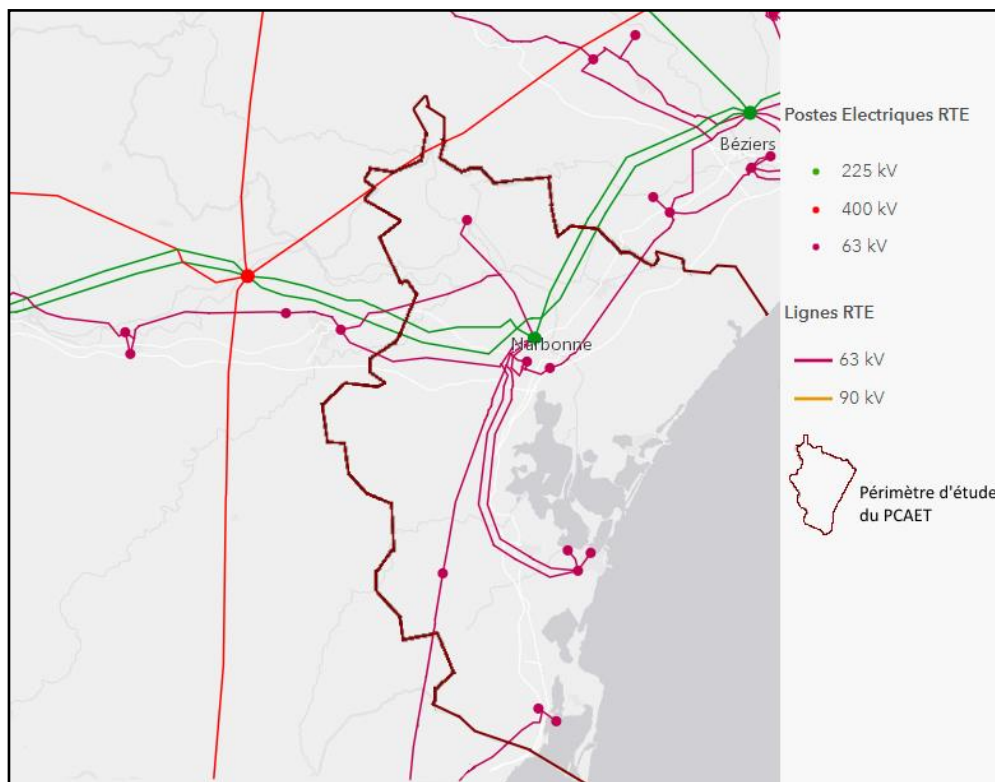 Béziers
Narbonne
Postes Electriques RTE
225 kV
400 kV
63 kV
Lignes RTE
63 kV
90 kV
Périmètre d'étude
du PCAET